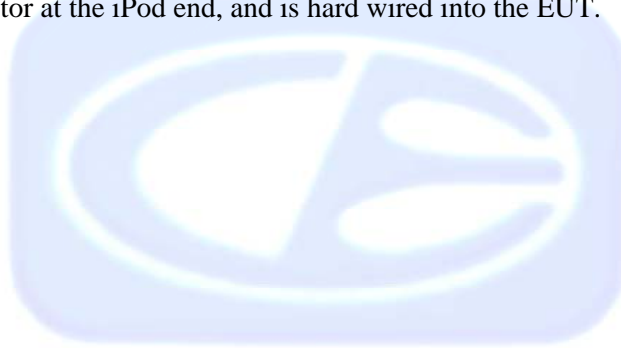 tor at the iPod end, and is hard wired into the EUT.